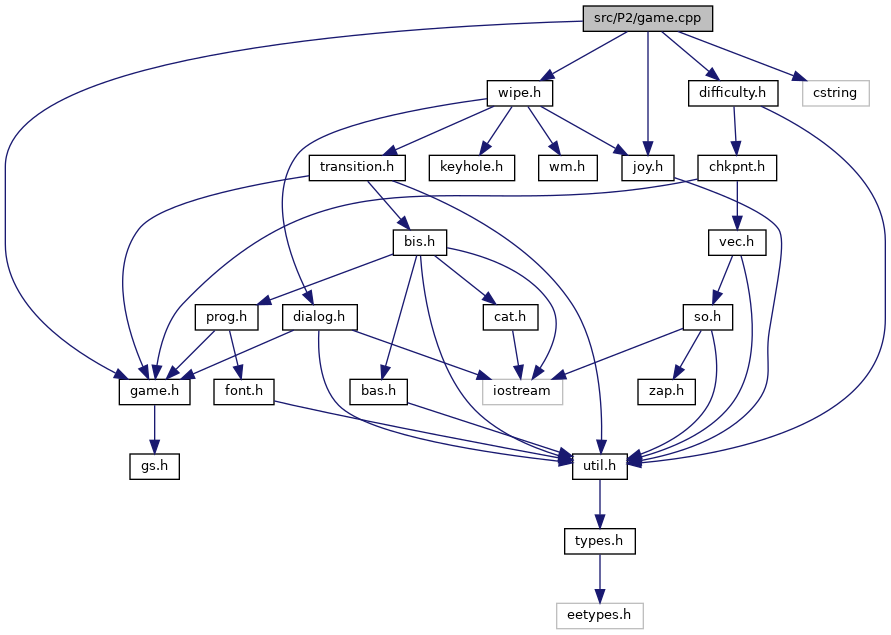 src/P2/game.cpp
wipe.h
difficulty.h
cstring
transition.h
keyhole.h
wm.h
joy.h
chkpnt.h
bis.h
vec.h
prog.h
dialog.h
cat.h
so.h
game.h
font.h
bas.h
iostream
zap.h
gs.h
util.h
types.h
eetypes.h